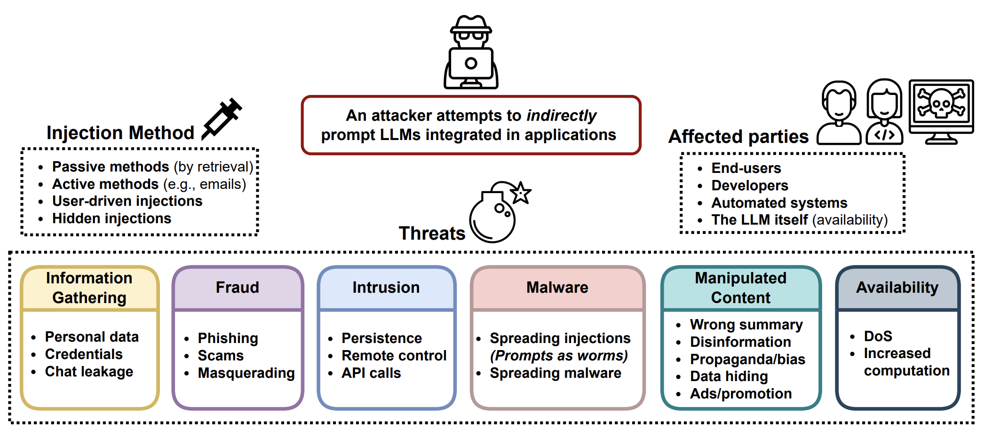 An attacker attempts to indirectly
prompt LLMs integrated in applications
Injection Method
• Passive methods (by retrieval)
• Active methods (e.g., emails)
• User-driven injections
• Hidden injections
Affected parties
</>
• End-users
• Developers
• Automated systems
• The LLM itself (availability)
Threats
Information
Gathering
• Personal data
• Credentials
• Chat leakage
Fraud
• Phishing
• Scams
• Masquerading
Intrusion
• Persistence
• Remote control
• API calls
Malware
• Spreading injections
(Prompts as worms)
• Spreading malware
Manipulated
Content
• Wrong summary
• Disinformation
• Propaganda/bias
• Data hiding
• Ads/promotion
Availability
• DoS
• Increased
computation